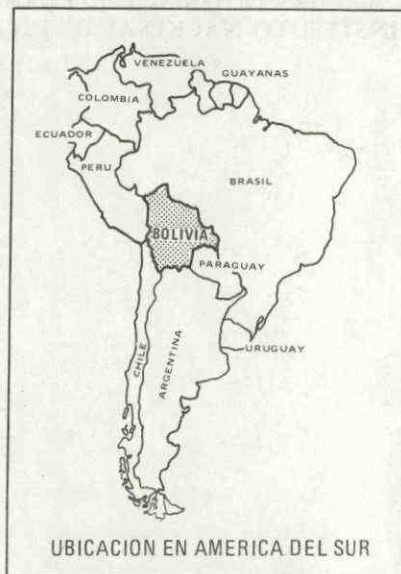 VENEZUELA
GUAYANAS
COLOMBIA
ECUADOR
PERU
BRASIL
BOLIVIA
PARAGUAY
CHILE
ARGENTINA
URUGUAY
UBICACION EN AMERICA DEL SUR